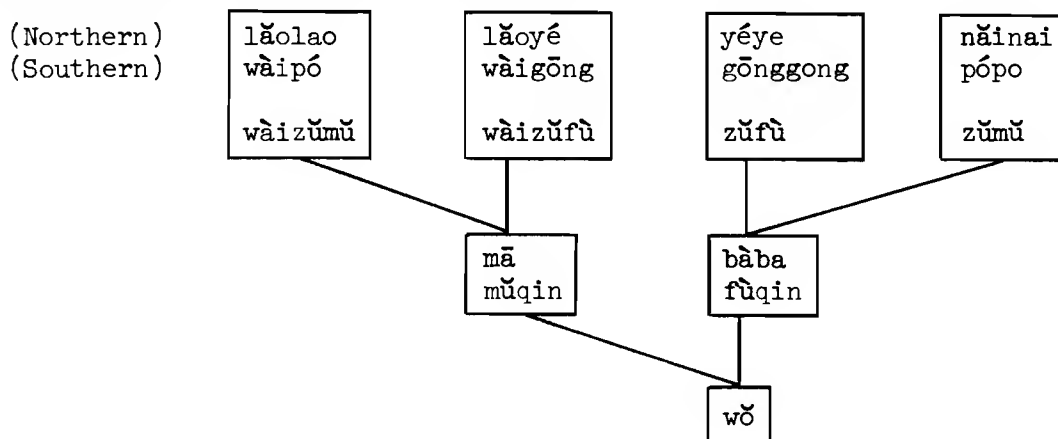 (Northern) lǎolao lǎoyé yéye nǎinai
(Southern) wàipó wàigōng gōnggong pópo
wàizǔmǔ wàizǔfù zǔfù zǔmǔ
mā bàba
mǔqin fùqin
wǒ